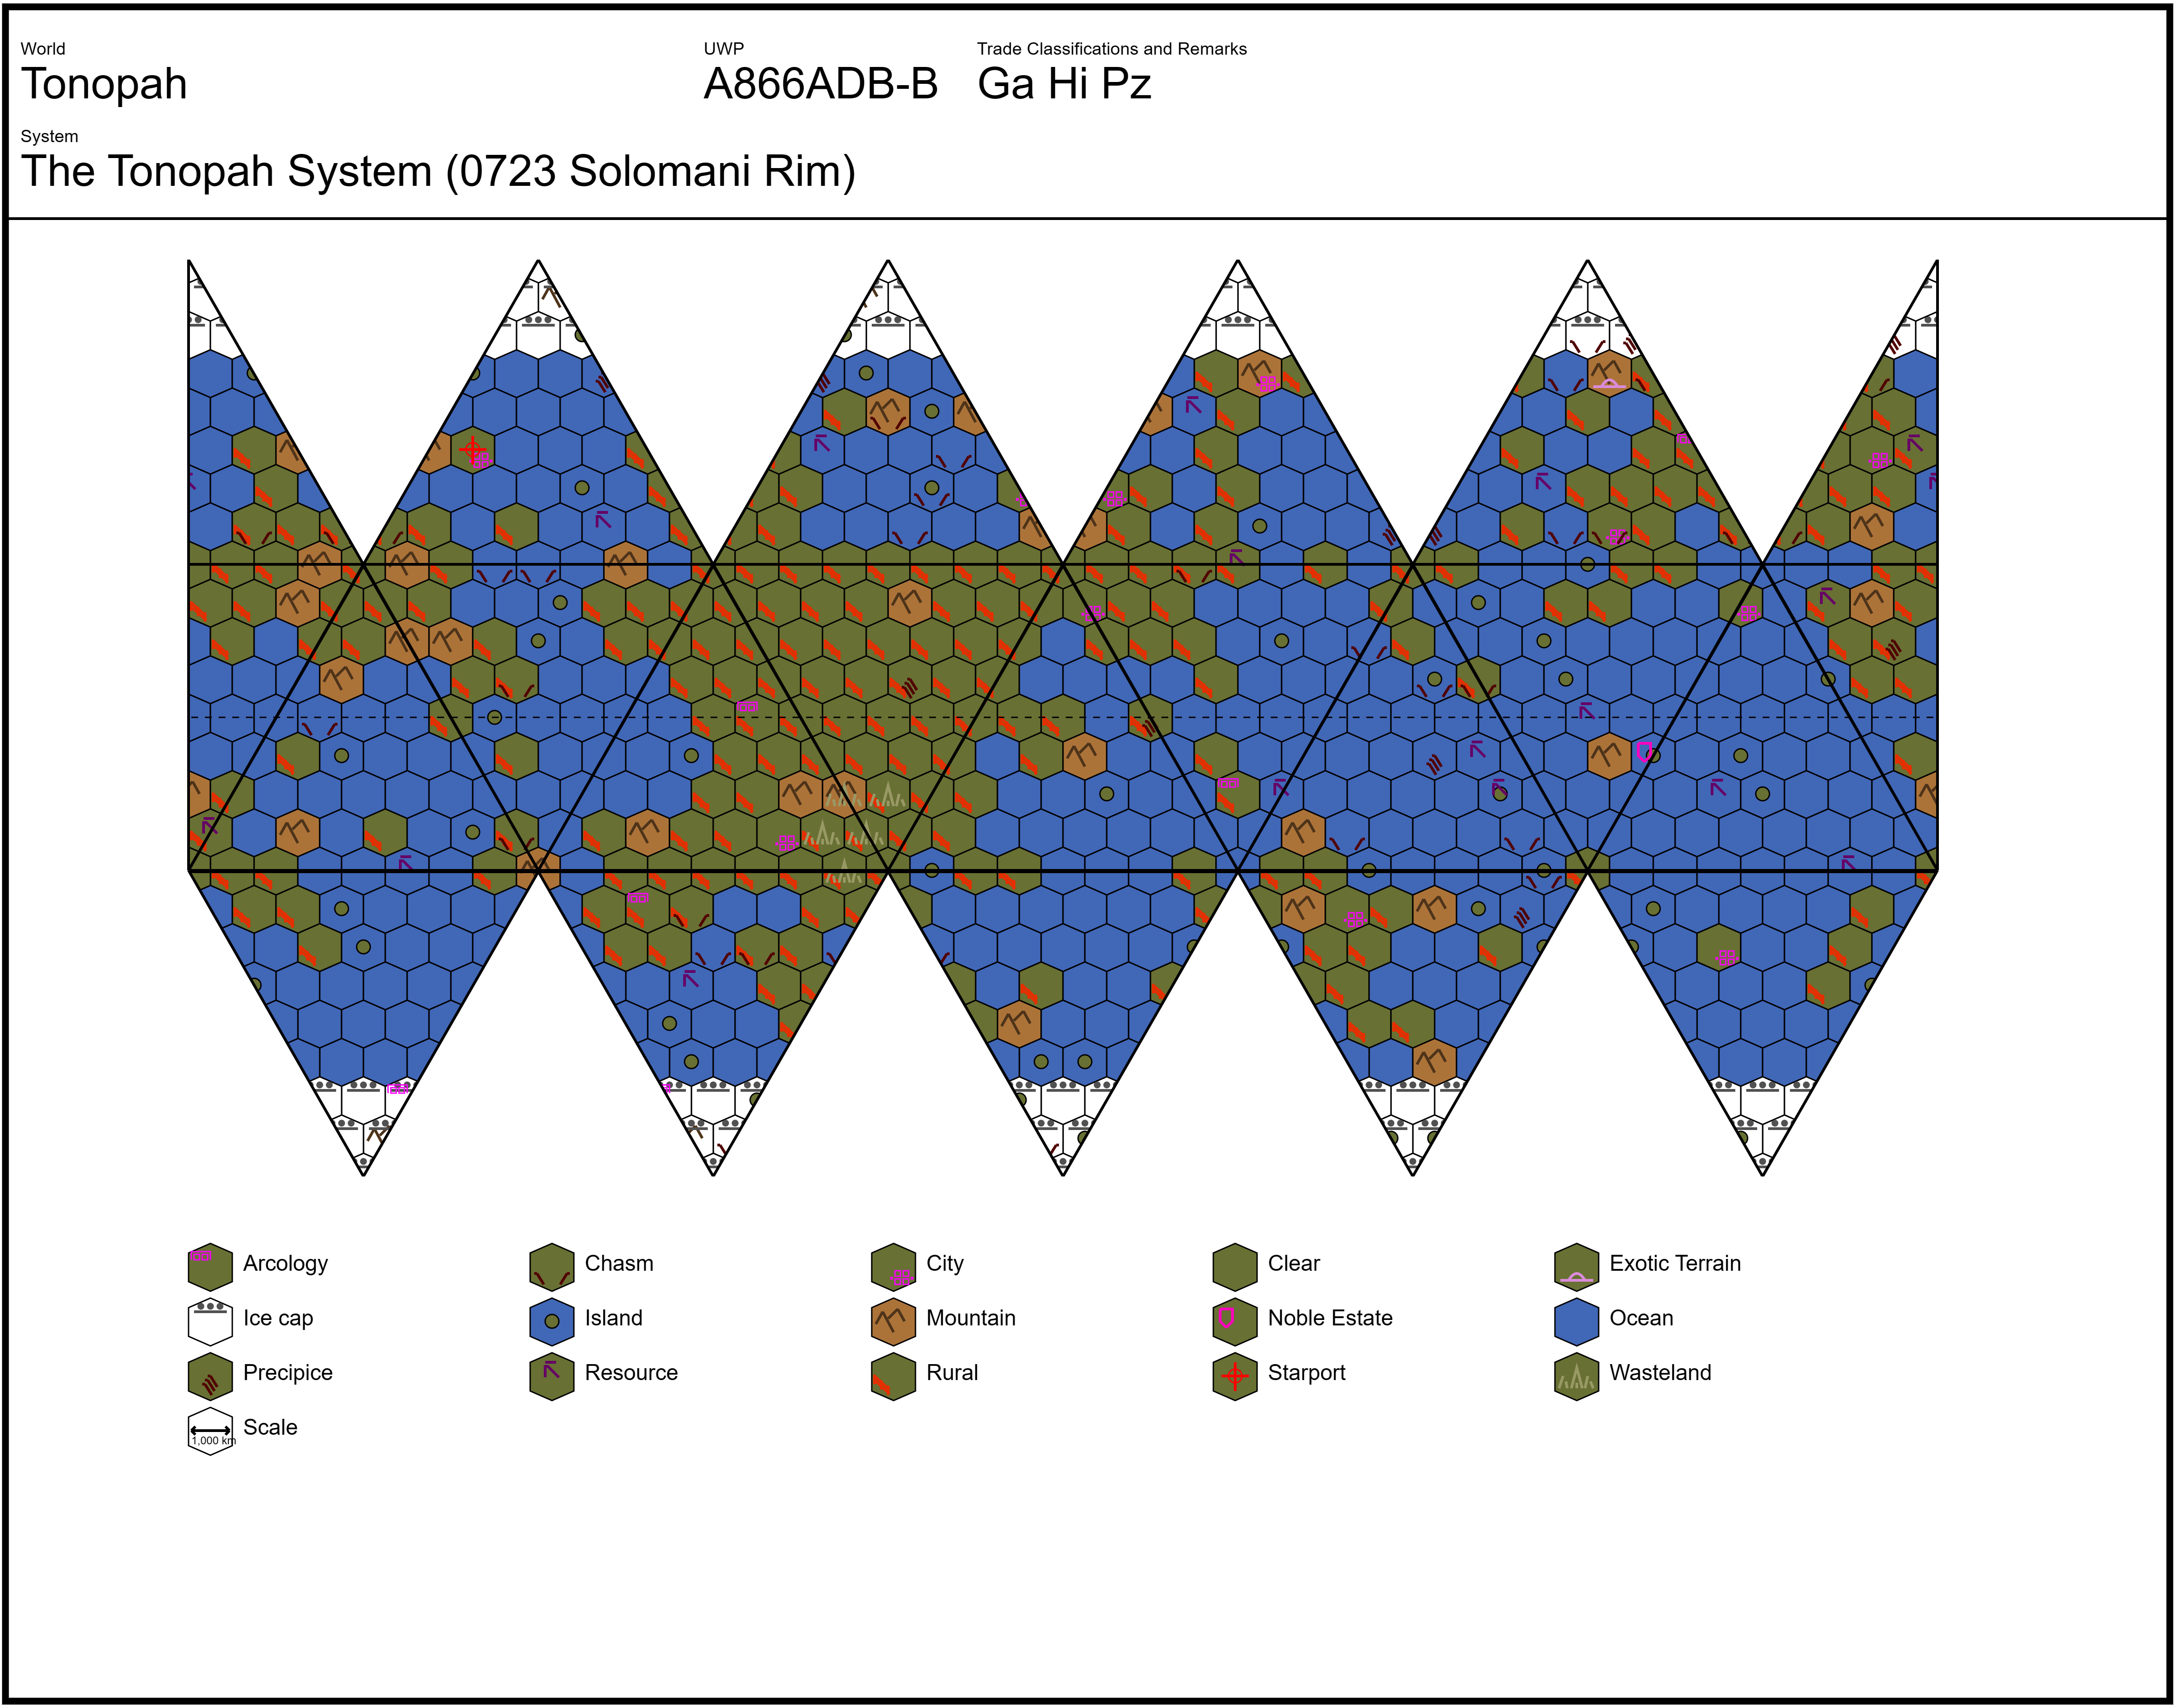 World
UWP
Trade Classifications and Remarks
Tonopah
A866ADB-B
Ga Hi Pz
System
The Tonopah System (0723 Solomani Rim)
Arcology
Chasm
City
Clear
Exotic Terrain
Ice cap
Island
Mountain
Noble Estate
Ocean
Precipice
Resource
Rural
Starport
Wasteland
1,000 km
Scale